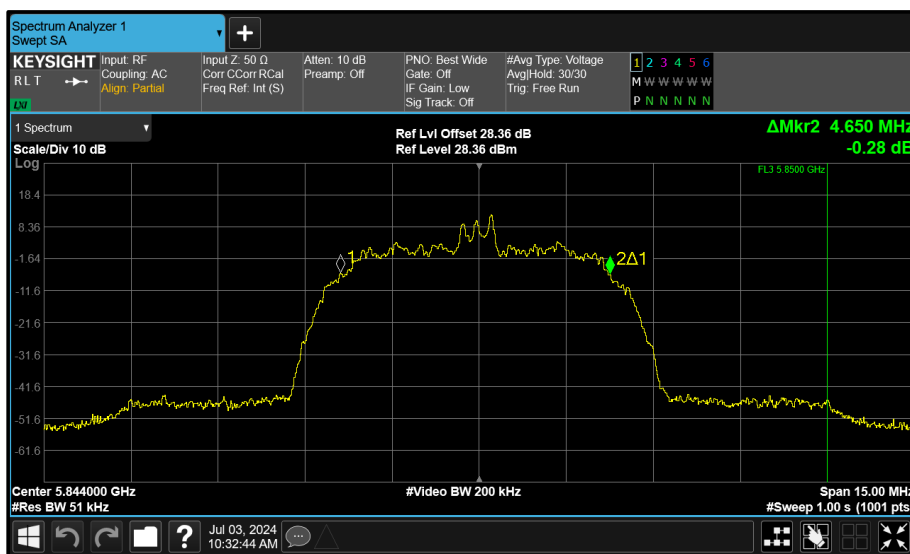 Spectrum Analyzer 1
Swept SA
KEYSIGHT
R L T
LXI
Input: RF
Coupling: AC
Align: Partial
Input Z: 50 Ω
Corr CCorr RCal
Freq Ref: Int (S)
Atten: 10 dB
Preamp: Off
PNO: Best Wide
Gate: Off
IF Gain: Low
Sig Track: Off
#Avg Type: Voltage
Avg|Hold: 30/30
Trig: Free Run
1 2 3 4 5 6
M W W W W W
P N N N N N
1 Spectrum
Scale/Div 10 dB
Log
Ref Lvl Offset 28.36 dB
Ref Level 28.36 dBm
ΔMkr2 4.650 MHz
-0.28 dB
FL3 5.8500 GHz
18.4
8.36
-1.64
-11.6
-21.6
-31.6
-41.6
-51.6
-61.6
1
2Δ1
Center 5.844000 GHz
#Res BW 51 kHz
#Video BW 200 kHz
Span 15.00 MHz
#Sweep 1.00 s (1001 pts
?
Jul 03, 2024
10:32:44 AM